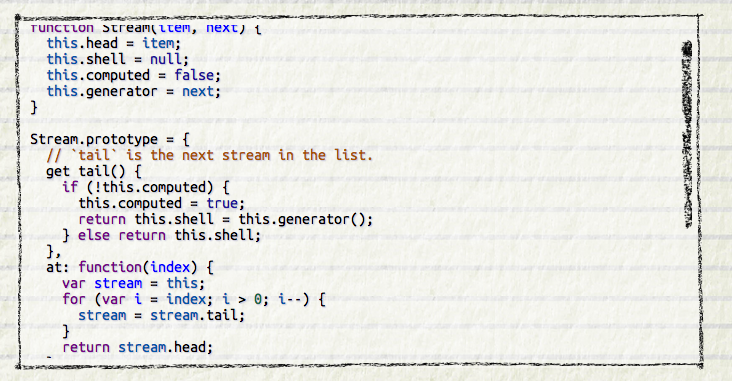 function Stream(item, next) {
  this.head = item;
  this.shell = null;
  this.computed = false;
  this.generator = next;
}

Stream.prototype = {
  // `tail` is the next stream in the list.
  get tail() {
    if (!this.computed) {
      this.computed = true;
      return this.shell = this.generator();
    } else return this.shell;
  },
  at: function(index) {
    var stream = this;
    for (var i = index; i > 0; i--) {
      stream = stream.tail;
    }
    return stream.head;